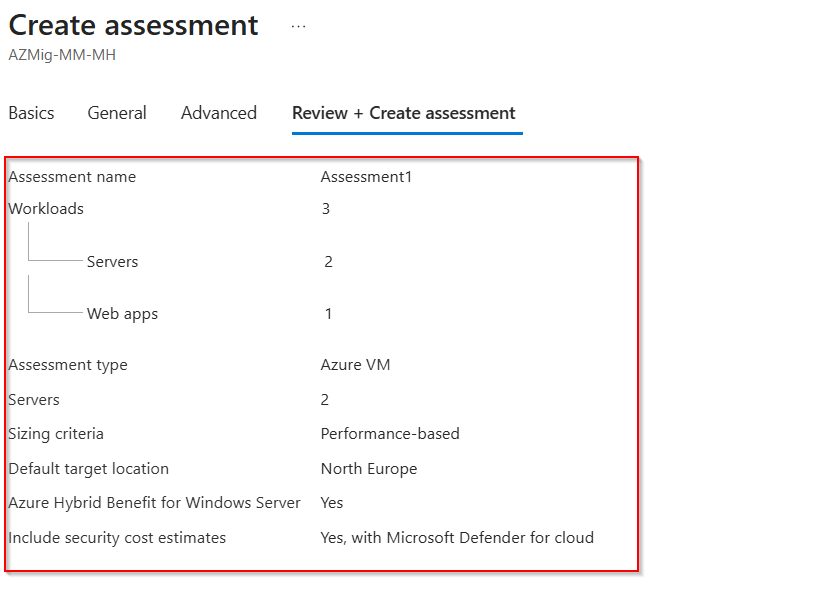 Create assessment ...
AZMig-MM-MH
Basics General Advanced Review + Create assessment
Assessment name Assessment1
Workloads 3
Servers 2
Web apps 1
Assessment type Azure VM
Servers 2
Sizing criteria Performance-based
Default target location North Europe
Azure Hybrid Benefit for Windows Server Yes
Include security cost estimates Yes, with Microsoft Defender for cloud